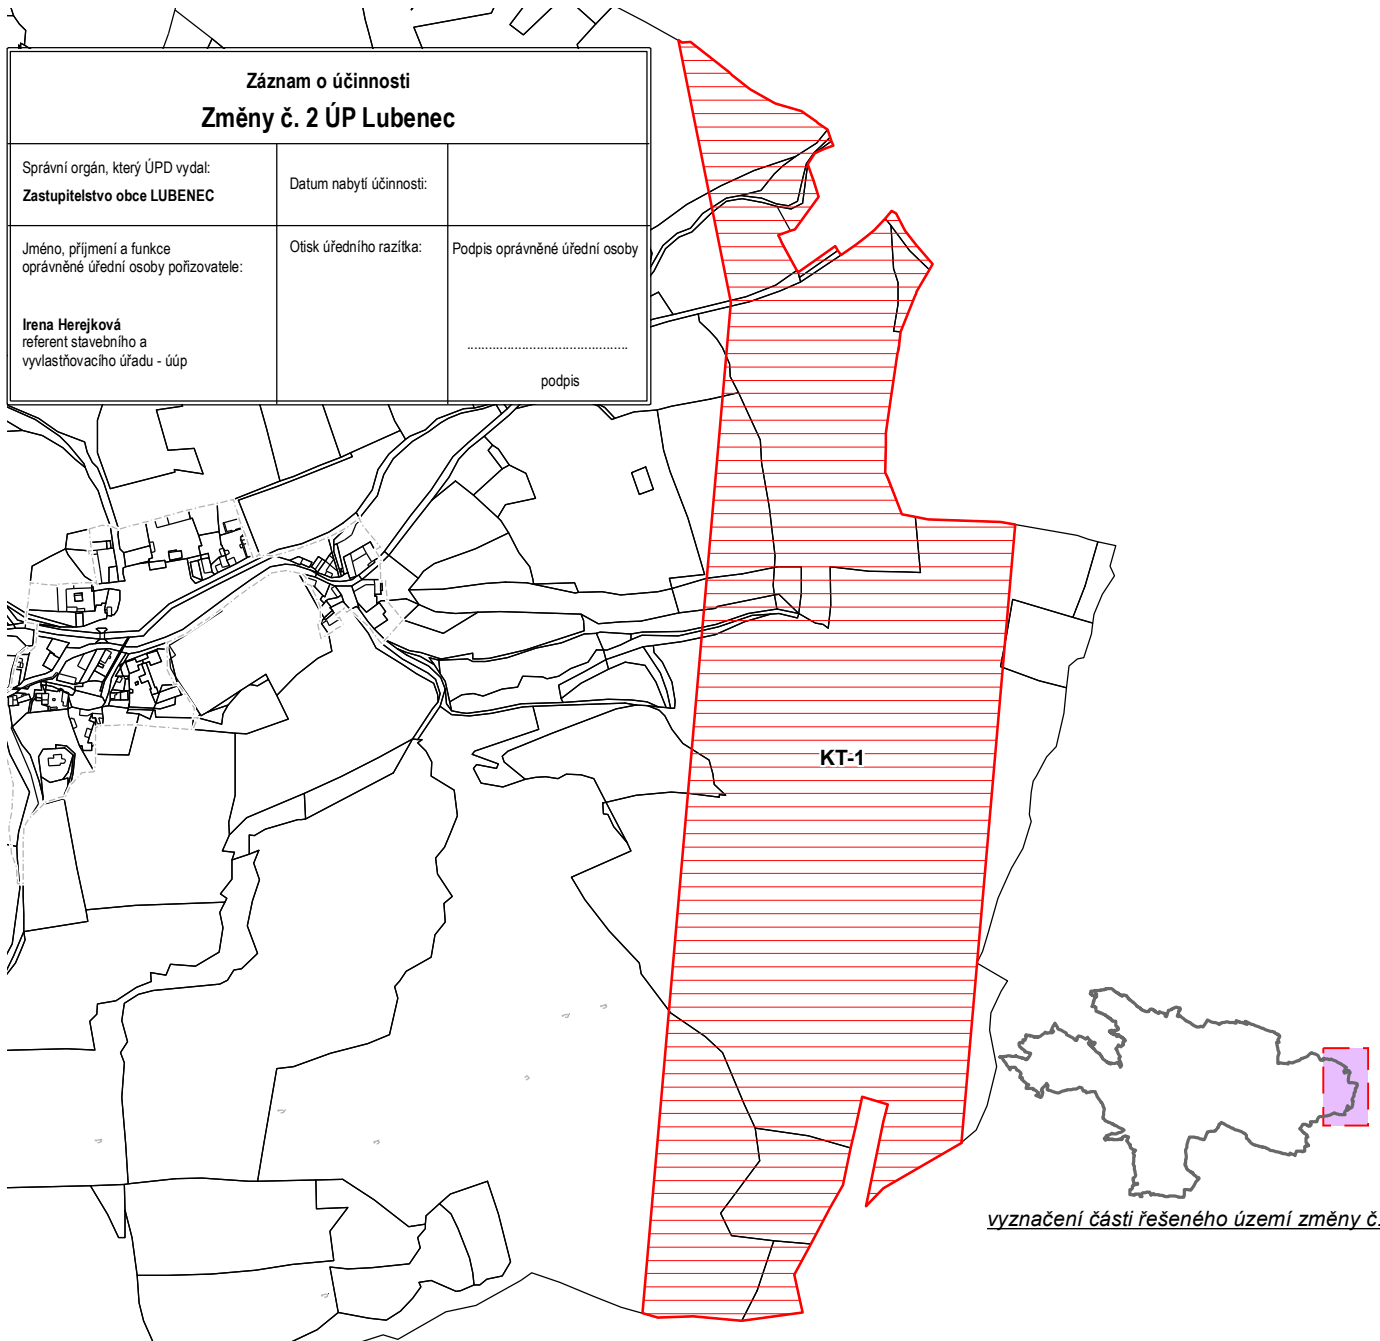 Záznam o účinnosti
Změny č. 2 ÚP Lubenec
Správní orgán, který ÚPD vydal:
Zastupitelstvo obce LUBENEC
Datum nabytí účinnosti:
Jméno, příjmení a funkce
oprávněné úřední osoby pořizovatele:
Irena Herejková
referent stavebního a
vyvlastňovacího úřadu - úúp
Otisk úředního razítka:
Podpis oprávněné úřední osoby
............................................
podpis
KT-1
vyznačení části řešeného území změny č.